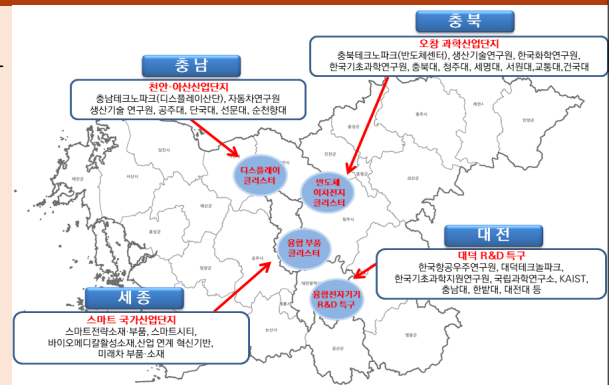 충북
오창 과학산업단지
충북테크노파크(반도체센터), 생산기술연구원, 한국화학연구원,
한국기초과학연구원, 충북대, 청주대, 세명대, 서원대,교통대,건국대
충남
천안·아산산업단지
충남테크노파크(디스플레이산단), 자동차연구원
생산기술 연구원, 공주대, 단국대, 선문대, 순천향대
디스플레이
클러스터
반도체
이차전지
클러스터
융합 부품
클러스터
융합전자기기
R&D 특구
대전
대덕 R&D 특구
한국항공우주연구원, 대덕테크놀파크,
한국기초과학지원연구원, 국립과학연구소, KAIST,
충남대, 한밭대, 대전대 등
세종
스마트 국가산업단지
스마트전략소재·부품, 스마트시티,
바이오메디칼활성소재,산업 연계 혁신기반,
미래차 부품·소재